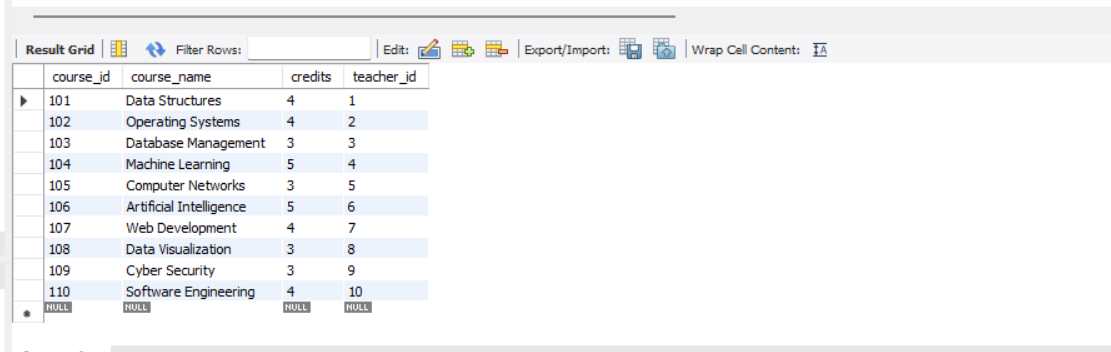 Result Grid Filter Rows: Edit: Export/Import: Wrap Cell Content:
course_id course_name credits teacher_id
101 Data Structures 4 1
102 Operating Systems 4 2
103 Database Management 3 3
104 Machine Learning 5 4
105 Computer Networks 3 5
106 Artificial Intelligence 5 6
107 Web Development 4 7
108 Data Visualization 3 8
109 Cyber Security 3 9
110 Software Engineering 4 10
NULL NULL NULL NULL